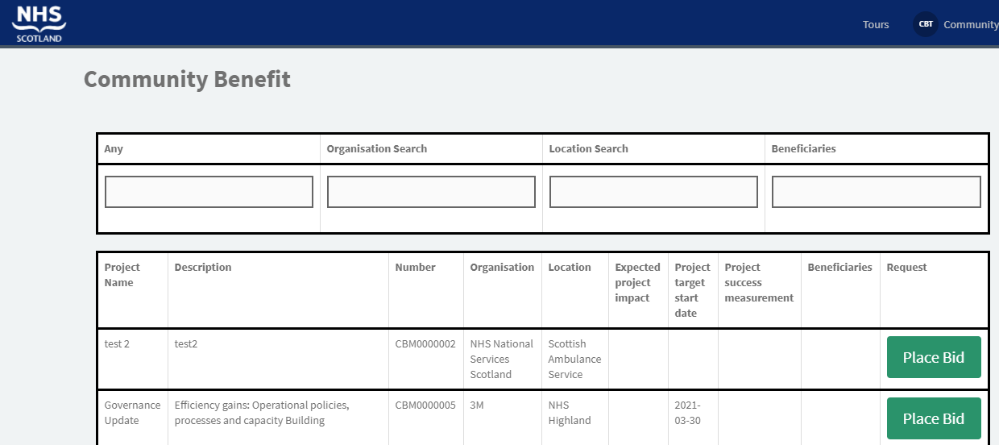 NHS
SCOTLAND
Tours
CBT
Community
Community Benefit
Any
Organisation Search
Location Search
Beneficiaries
Project Name
Description
Number
Organisation
Location
Expected project impact
Project target start date
Project success measurement
Beneficiaries
Request
test 2
test2
CBM0000002
NHS National Services Scotland
Scottish Ambulance Service
Place Bid
Governance Update
Efficiency gains: Operational policies,
processes and capacity Building
CBM0000005
3M
NHS Highland
2021-03-30
Place Bid